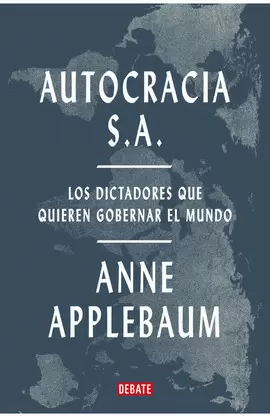 AUTOCRACIA
S.A.
LOS DICTADORES QUE
QUIEREN GOBERNAR EL MUNDO
ANNE
APPLEBAUM
DEBATE